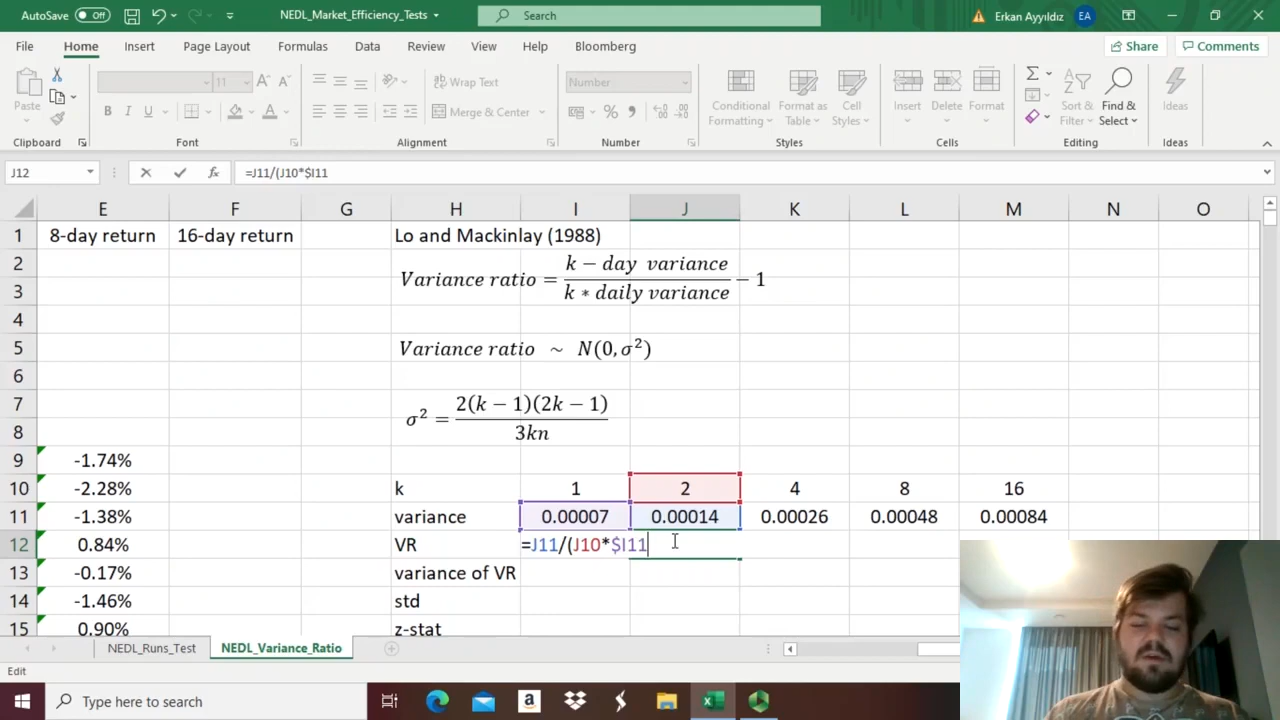 AutoSave Off NEDL_Market_Efficiency_Tests Search Erkan Ayyıldız EA
File Home Insert Page Layout Formulas Data Review View Help Bloomberg Share Comments
Paste 11 Wrap Text Number Conditional Formatting Format as Table Cell Styles Insert Delete Format Sort & Filter Find & Select Ideas
B I U Merge & Center
Clipboard Font Alignment Number Styles Cells Editing Ideas
J12 fx =J11/(J10*$I11
E F G H I J K L M N O
1 8-day return 16-day return Lo and Mackinlay (1988)
2 Variance ratio = k − day variance / k ∗ daily variance − 1
3
4
5 Variance ratio ~ N(0, σ²)
6
7 σ² = 2(k − 1)(2k − 1) / 3kn
8
9 -1.74%
10 -2.28% k 1 2 4 8 16
11 -1.38% variance 0.00007 0.00014 0.00026 0.00048 0.00084
12 0.84% VR =J11/(J10*$I11
13 -0.17% variance of VR
14 -1.46% std
15 0.90% z-stat
NEDL_Runs_Test NEDL_Variance_Ratio
Edit
Type here to search